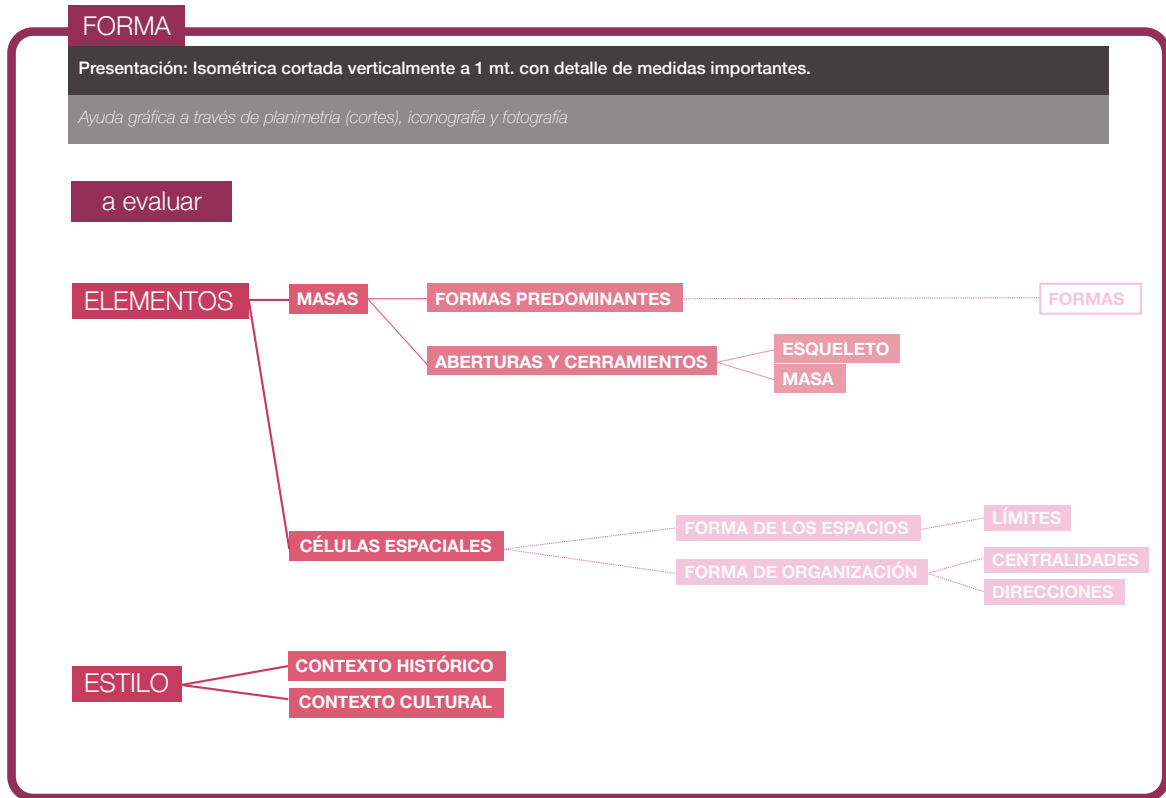 FORMA
Presentación: Isométrica cortada verticalmente a 1 mt. con detalle de medidas importantes.
Ayuda gráfica a través de planimetria (cortes), iconografía y fotografía
a evaluar
ELEMENTOS
MASAS
FORMAS PREDOMINANTES
FORMAS
ABERTURAS Y CERRAMIENTOS
ESQUELETO
MASA
CÉLULAS ESPACIALES
FORMA DE LOS ESPACIOS
LÍMITES
FORMA DE ORGANIZACIÓN
CENTRALIDADES
DIRECCIONES
ESTILO
CONTEXTO HISTÓRICO
CONTEXTO CULTURAL